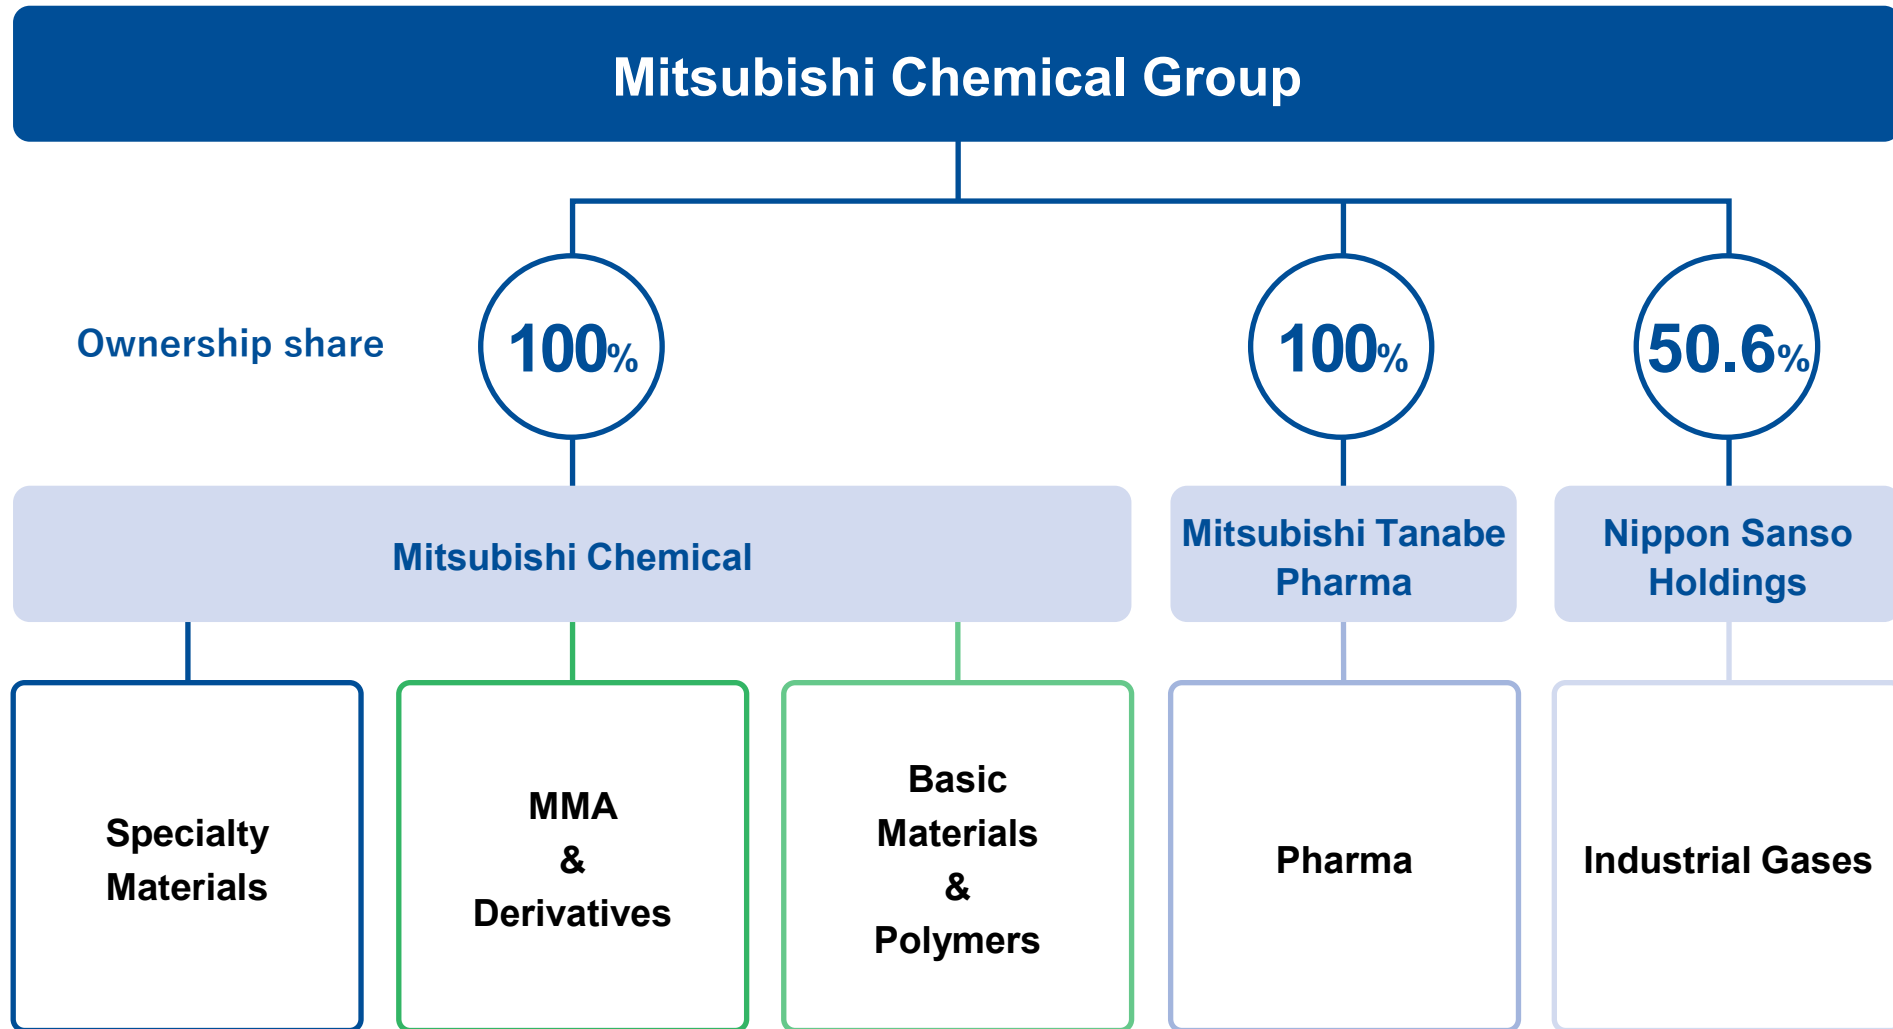 Mitsubishi Chemical Group
Ownership share
100%
100%
50.6%
Mitsubishi Chemical
Mitsubishi Tanabe
Pharma
Nippon Sanso
Holdings
Specialty
Materials
MMA
&
Derivatives
Basic
Materials
&
Polymers
Pharma
Industrial Gases